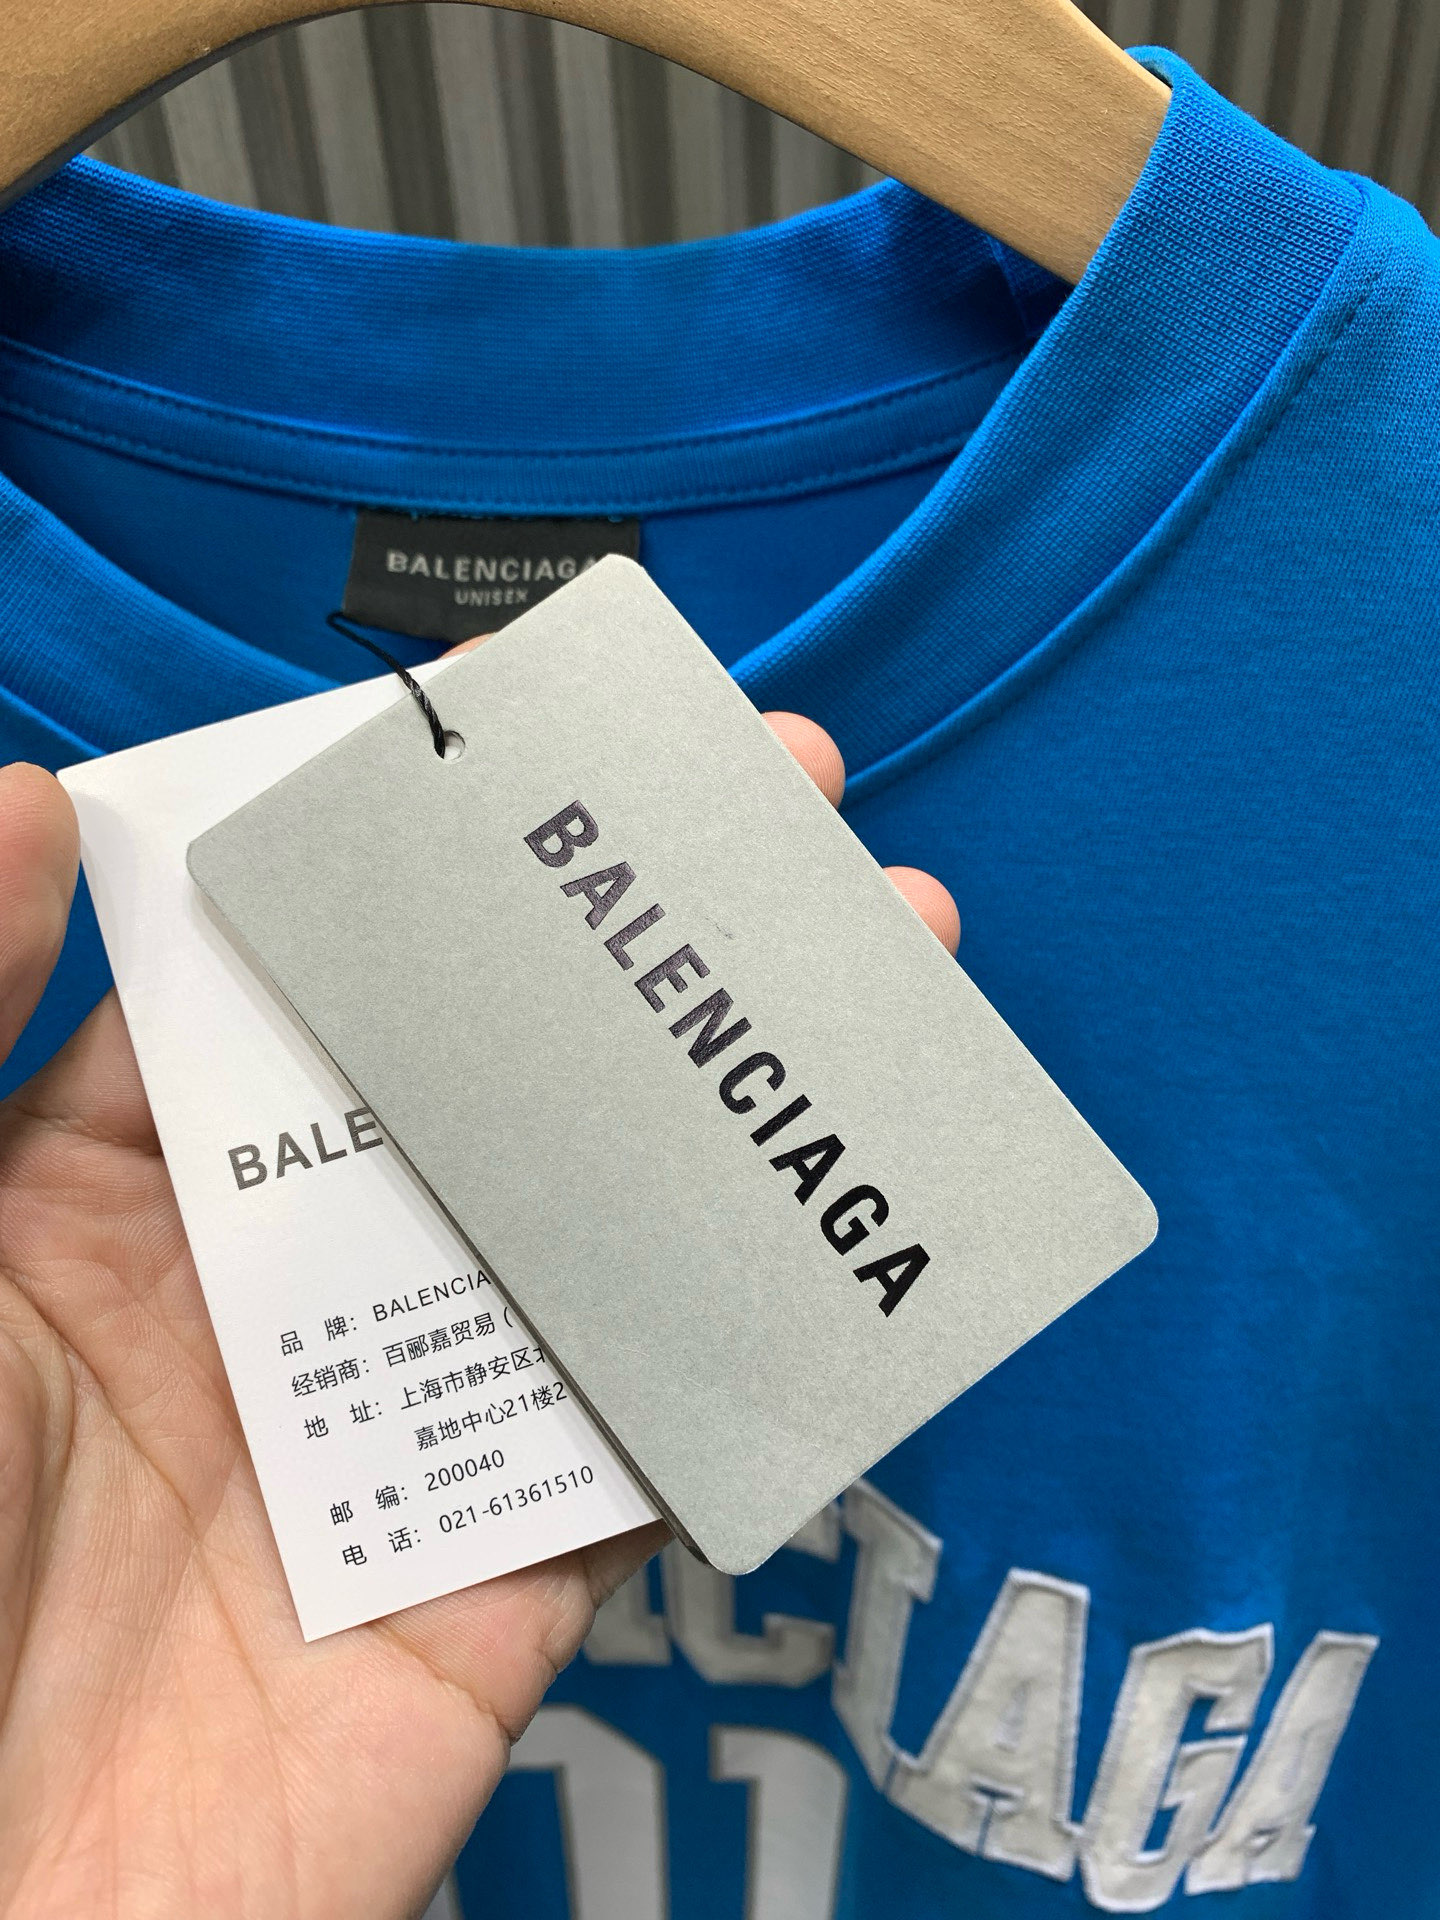 BALENCIAGA
UNISEX
BALENCIAGA
BALE
品 牌：BALENCIA
经销商：百郦嘉贸易（
地 址：上海市静安区
嘉地中心21楼2
邮 编：200040
电 话：021-61361510
NCIAGA
01